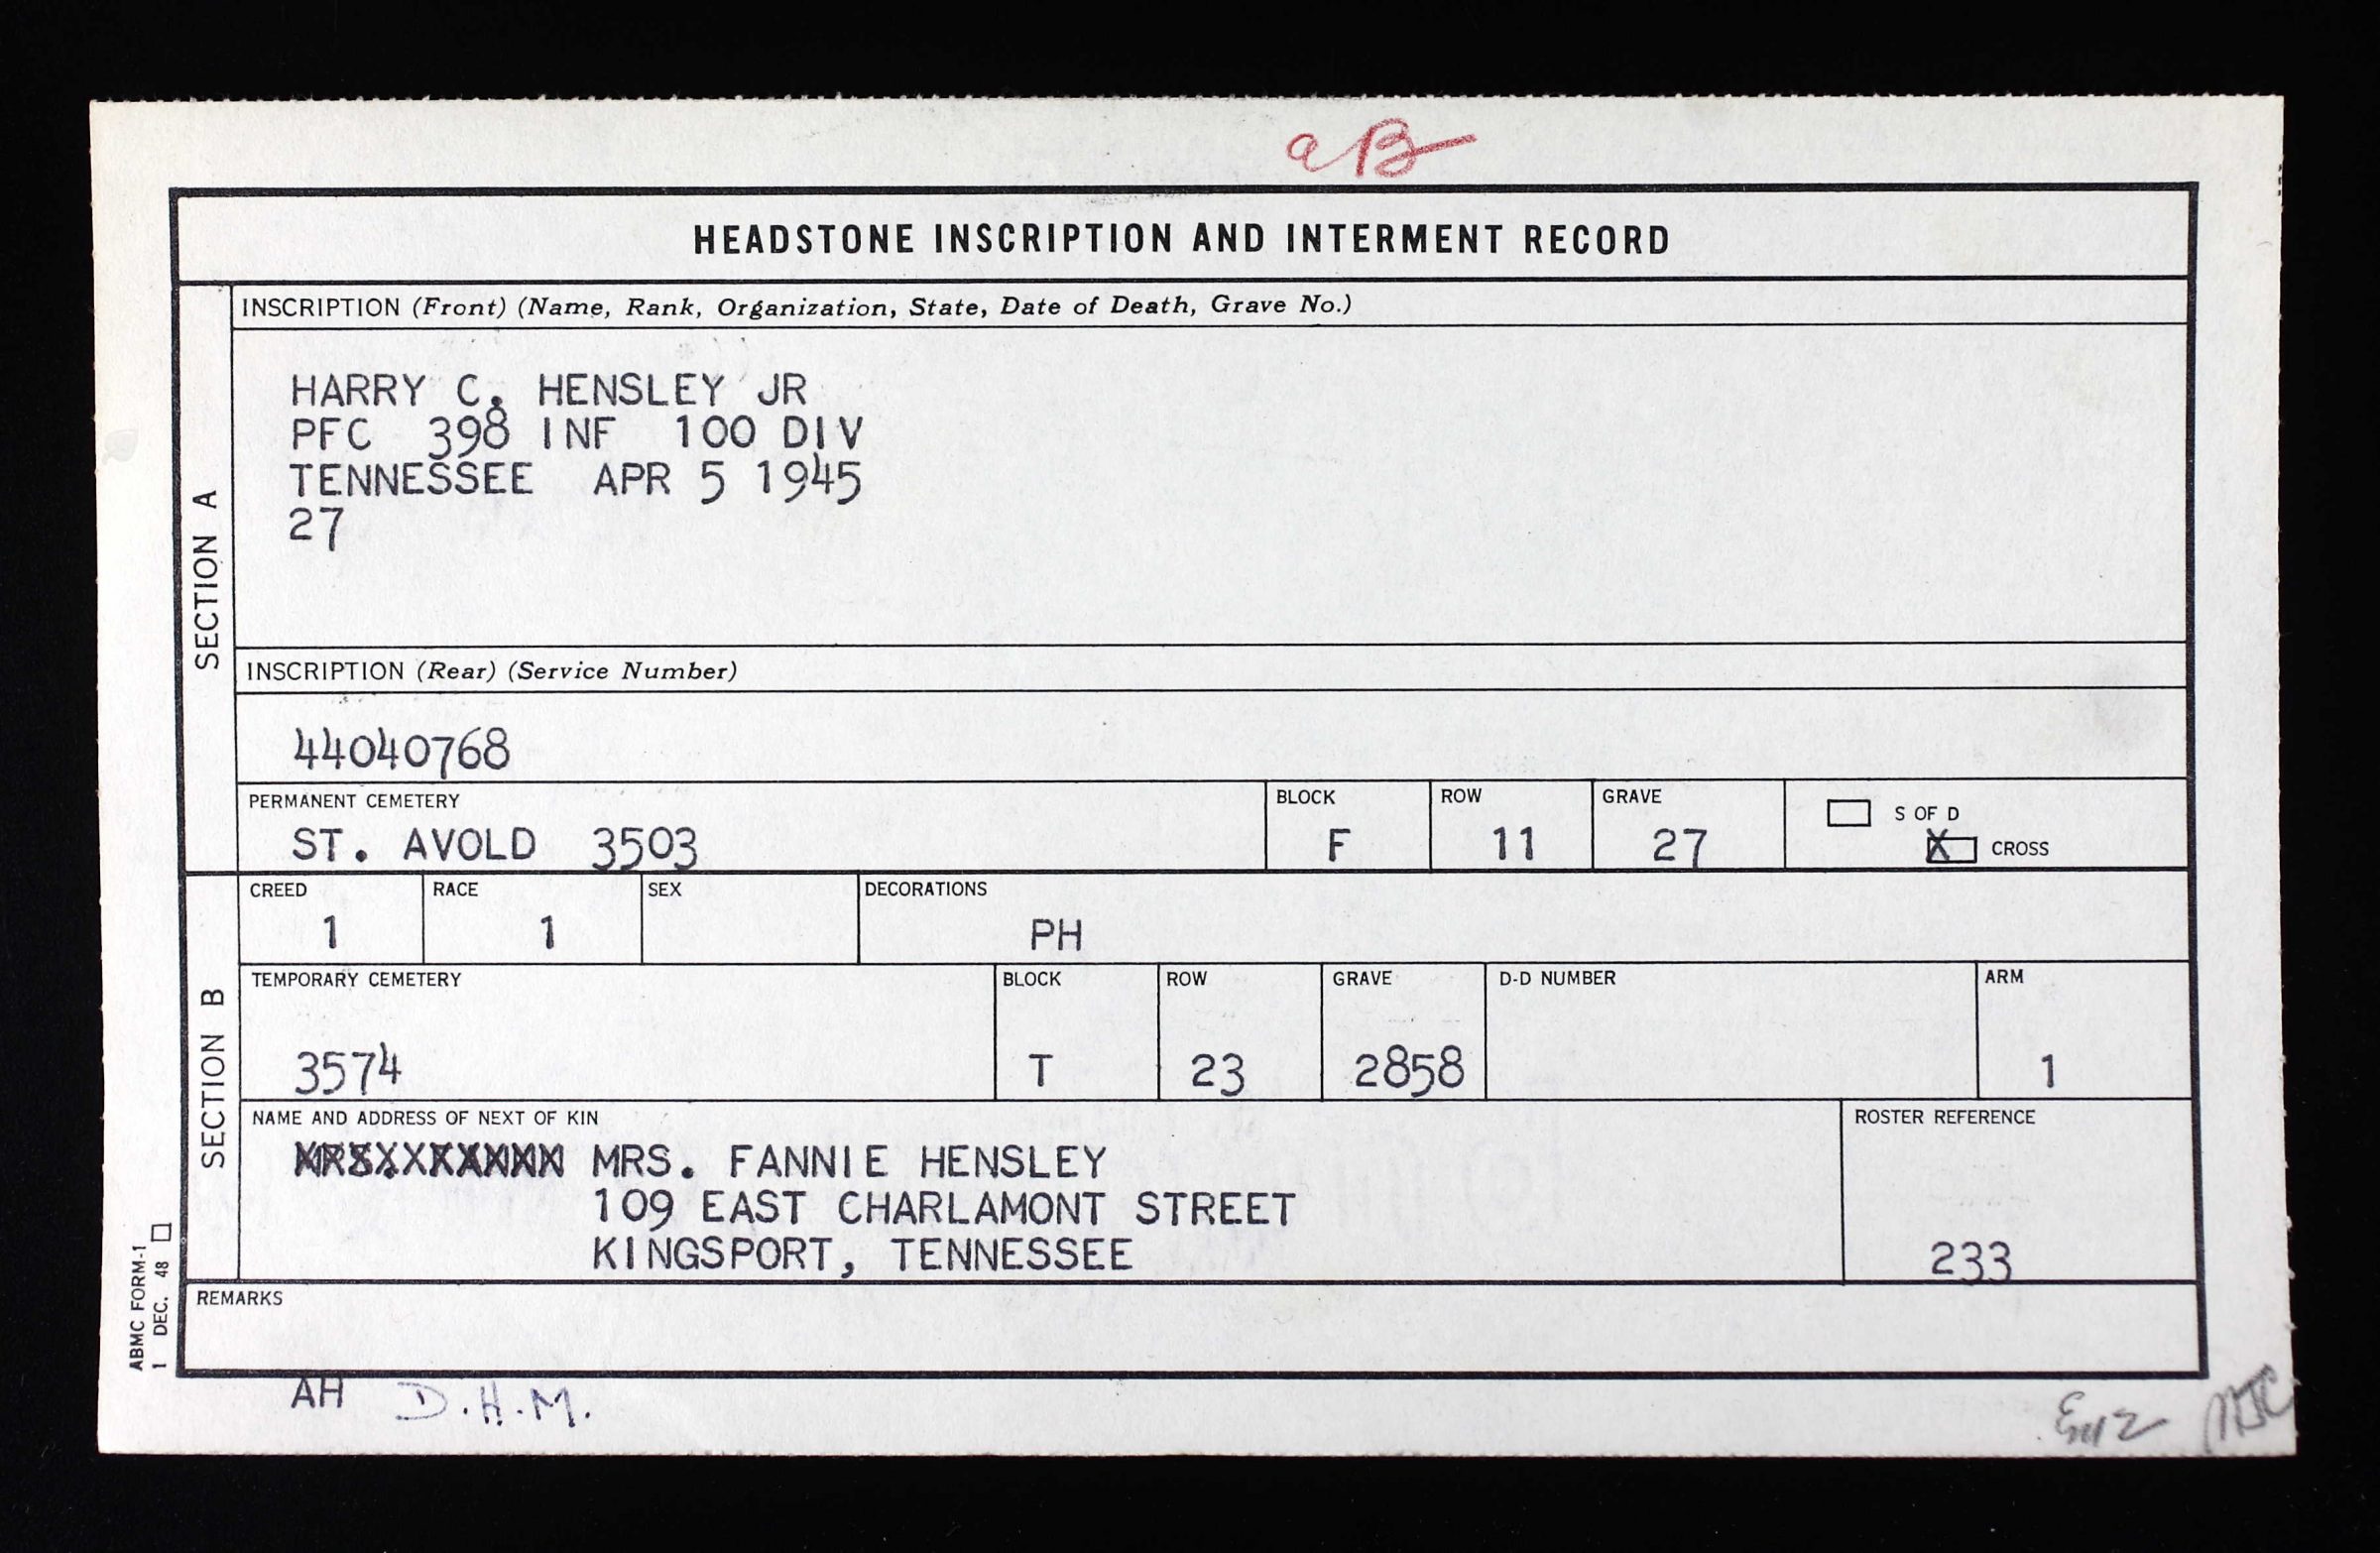 aB
HEADSTONE INSCRIPTION AND INTERMENT RECORD
SECTION A
INSCRIPTION (Front) (Name, Rank, Organization, State, Date of Death, Grave No.)
HARRY C. HENSLEY JR
PFC 398 INF 100 DIV
TENNESSEE APR 5 1945
27
INSCRIPTION (Rear) (Service Number)
44040768
PERMANENT CEMETERY
ST. AVOLD 3503
BLOCK
F
ROW
11
GRAVE
27
S OF D
X CROSS
SECTION B
CREED
1
RACE
1
SEX
DECORATIONS
PH
TEMPORARY CEMETERY
3574
BLOCK
T
ROW
23
GRAVE
2858
D-D NUMBER
ARM
1
NAME AND ADDRESS OF NEXT OF KIN
MRS. FANNIE HENSLEY
109 EAST CHARLAMONT STREET
KINGSPORT, TENNESSEE
ROSTER REFERENCE
233
REMARKS
ABMC FORM-1
1 DEC. 48
AH D.H.M.